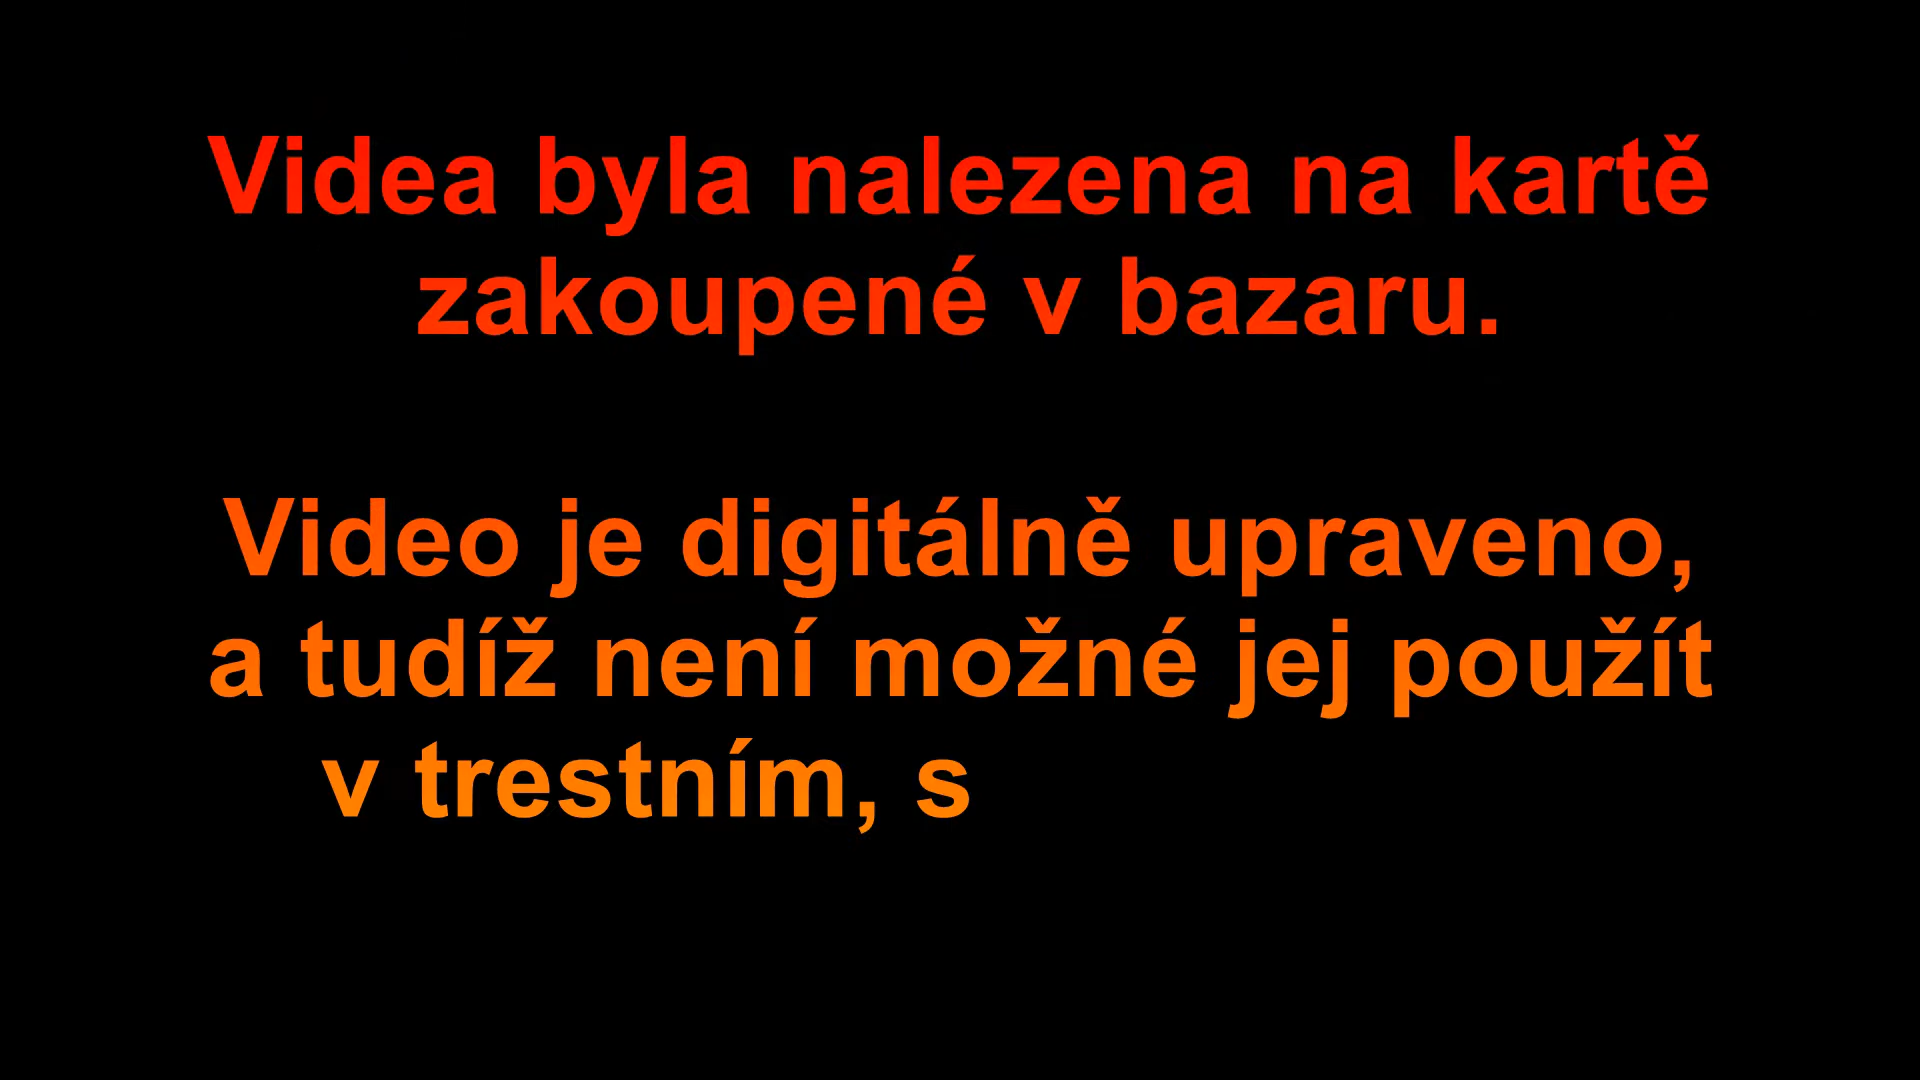 Videa byla nalezena na kartě
zakoupené v bazaru.
Video je digitálně upraveno,
a tudíž není možné jej použít
v trestním, s